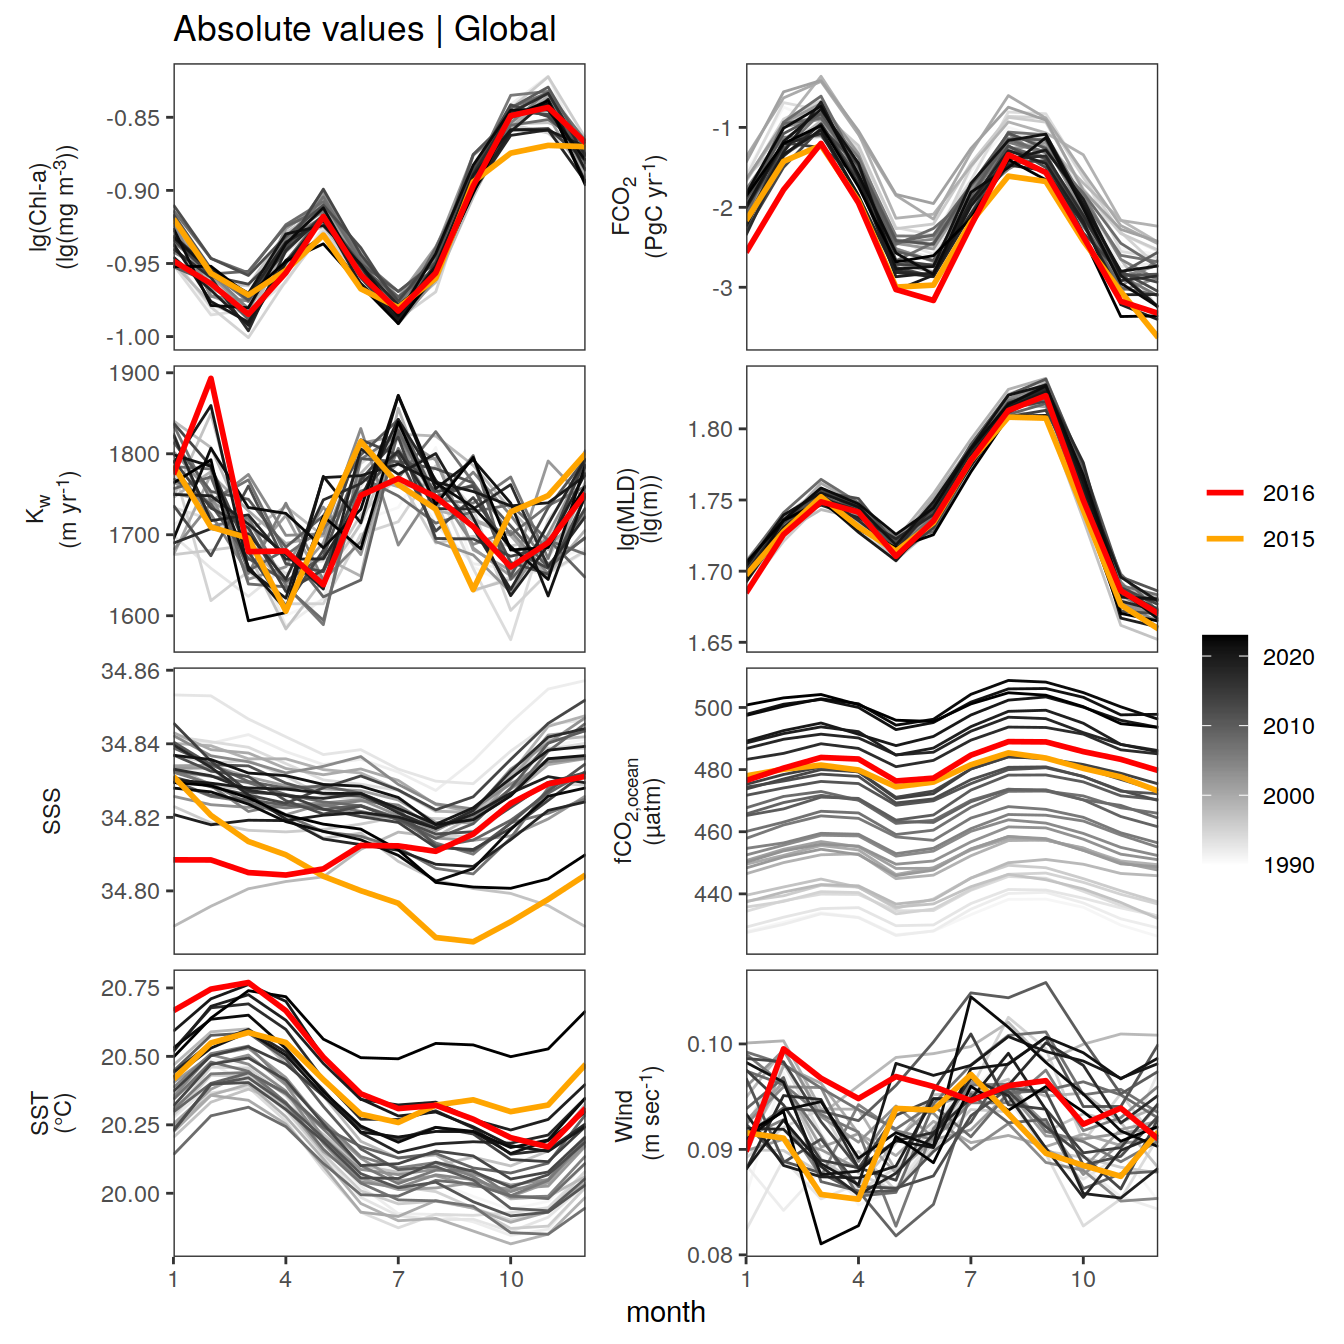 Absolute values | Global
lg(Chl-a)
(lg(mg m⁻³))
-0.85
-0.90
-0.95
-1.00
FCO₂
(PgC yr⁻¹)
-1
-2
-3
K_w
(m yr⁻¹)
1900
1800
1700
1600
lg(MLD)
(lg(m))
1.80
1.75
1.70
1.65
SSS
34.86
34.84
34.82
34.80
fCO₂,ocean
(µatm)
500
480
460
440
SST
(°C)
20.75
20.50
20.25
20.00
Wind
(m sec⁻¹)
0.10
0.09
0.08
1 4 7 10
1 4 7 10
month
2016
2015
2020
2010
2000
1990